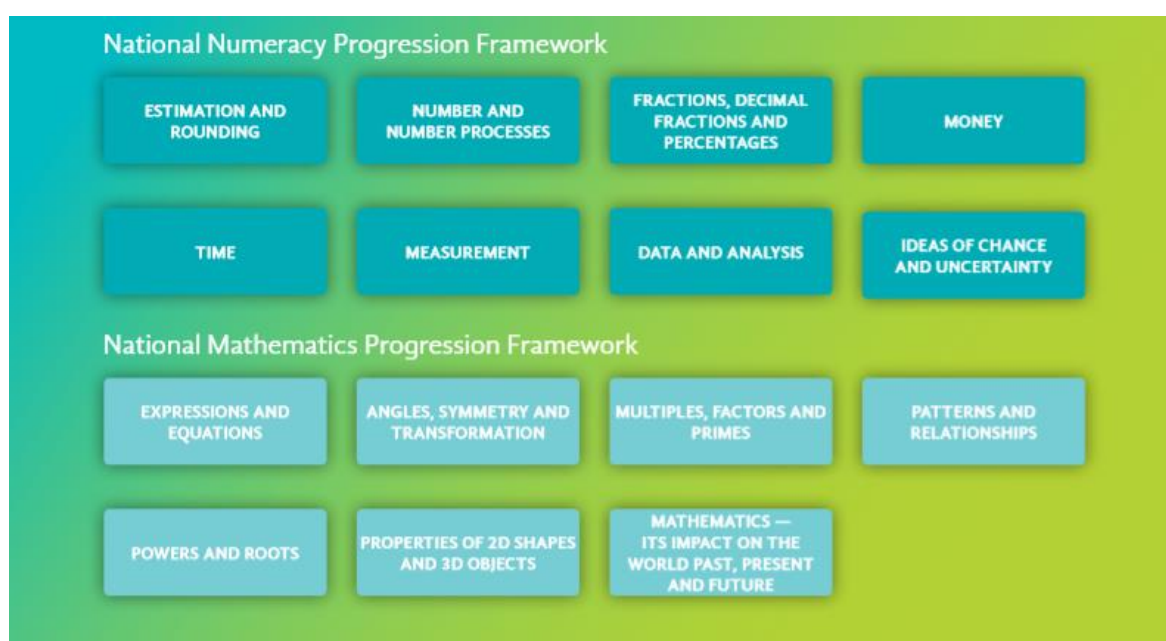 National Numeracy Progression Framework
ESTIMATION AND
ROUNDING
NUMBER AND
NUMBER PROCESSES
FRACTIONS, DECIMAL
FRACTIONS AND
PERCENTAGES
MONEY
TIME
MEASUREMENT
DATA AND ANALYSIS
IDEAS OF CHANCE
AND UNCERTAINTY
National Mathematics Progression Framework
EXPRESSIONS AND
EQUATIONS
ANGLES, SYMMETRY AND
TRANSFORMATION
MULTIPLES, FACTORS AND
PRIMES
PATTERNS AND
RELATIONSHIPS
POWERS AND ROOTS
PROPERTIES OF 2D SHAPES
AND 3D OBJECTS
MATHEMATICS —
ITS IMPACT ON THE
WORLD PAST, PRESENT
AND FUTURE